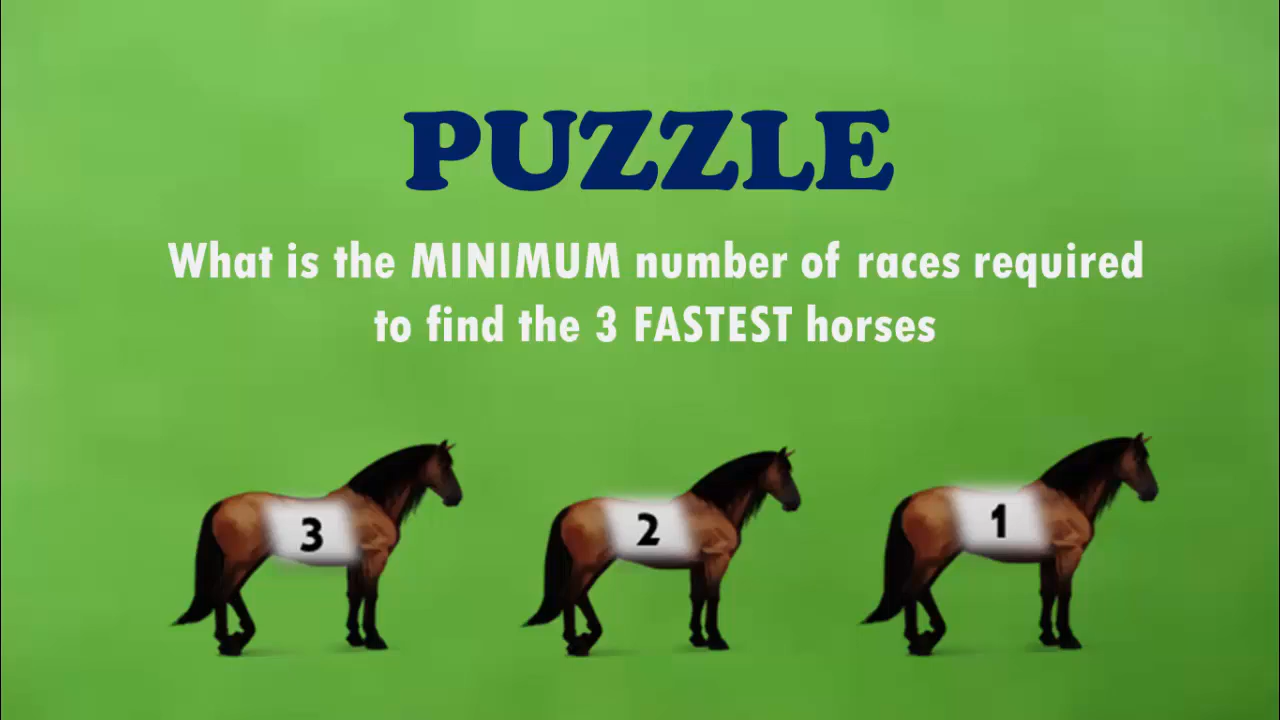 PUZZLE
What is the MINIMUM number of races required
to find the 3 FASTEST horses
3 2 1